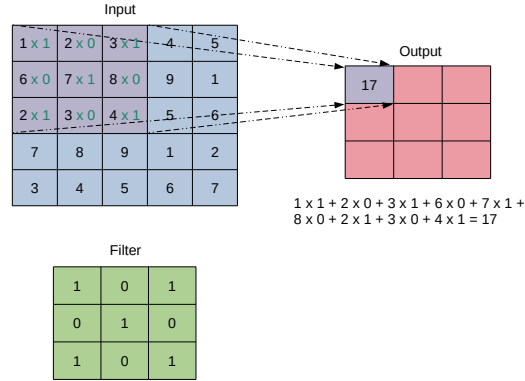 Input
1 x 1 2 x 0 3 x 1 4 5
6 x 0 7 x 1 8 x 0 9 1
2 x 1 3 x 0 4 x 1 5 6
7 8 9 1 2
3 4 5 6 7
Output
17
1 x 1 + 2 x 0 + 3 x 1 + 6 x 0 + 7 x 1 +
8 x 0 + 2 x 1 + 3 x 0 + 4 x 1 = 17
Filter
1 0 1
0 1 0
1 0 1